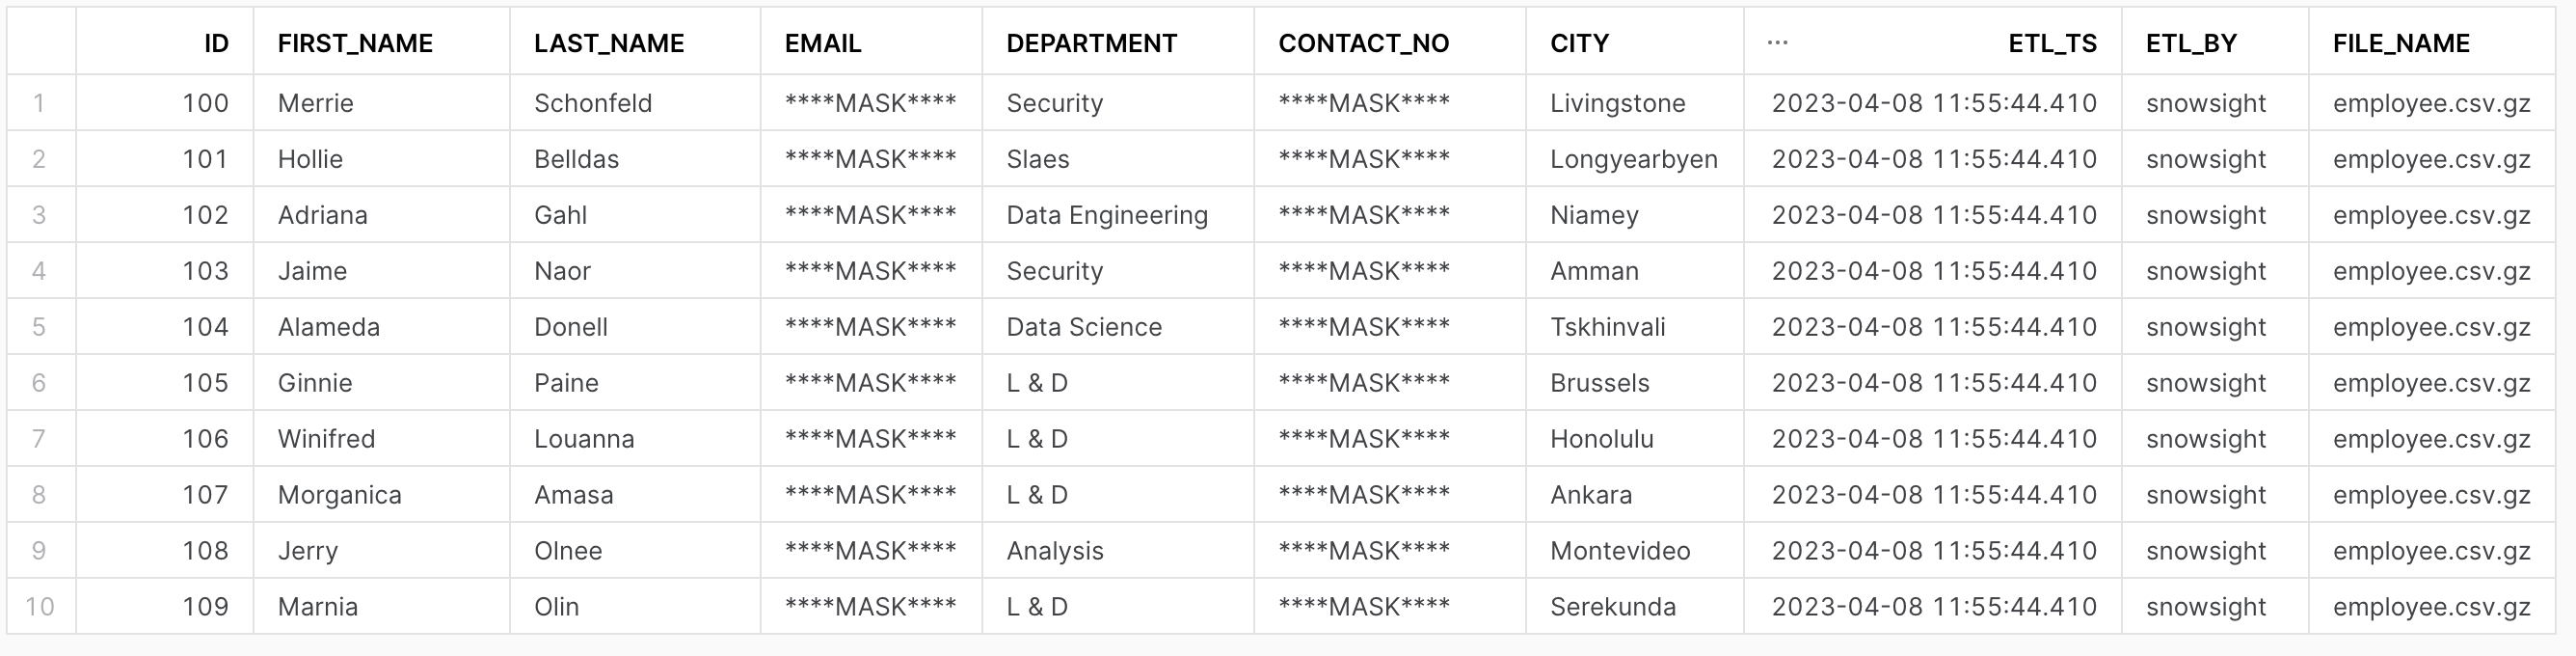 ID FIRST_NAME LAST_NAME EMAIL DEPARTMENT CONTACT_NO CITY ... ETL_TS ETL_BY FILE_NAME
1 100 Merrie Schonfeld ****MASK**** Security ****MASK**** Livingstone 2023-04-08 11:55:44.410 snowsight employee.csv.gz
2 101 Hollie Belldas ****MASK**** Slaes ****MASK**** Longyearbyen 2023-04-08 11:55:44.410 snowsight employee.csv.gz
3 102 Adriana Gahl ****MASK**** Data Engineering ****MASK**** Niamey 2023-04-08 11:55:44.410 snowsight employee.csv.gz
4 103 Jaime Naor ****MASK**** Security ****MASK**** Amman 2023-04-08 11:55:44.410 snowsight employee.csv.gz
5 104 Alameda Donell ****MASK**** Data Science ****MASK**** Tskhinvali 2023-04-08 11:55:44.410 snowsight employee.csv.gz
6 105 Ginnie Paine ****MASK**** L & D ****MASK**** Brussels 2023-04-08 11:55:44.410 snowsight employee.csv.gz
7 106 Winifred Louanna ****MASK**** L & D ****MASK**** Honolulu 2023-04-08 11:55:44.410 snowsight employee.csv.gz
8 107 Morganica Amasa ****MASK**** L & D ****MASK**** Ankara 2023-04-08 11:55:44.410 snowsight employee.csv.gz
9 108 Jerry Olnee ****MASK**** Analysis ****MASK**** Montevideo 2023-04-08 11:55:44.410 snowsight employee.csv.gz
10 109 Marnia Olin ****MASK**** L & D ****MASK**** Serekunda 2023-04-08 11:55:44.410 snowsight employee.csv.gz